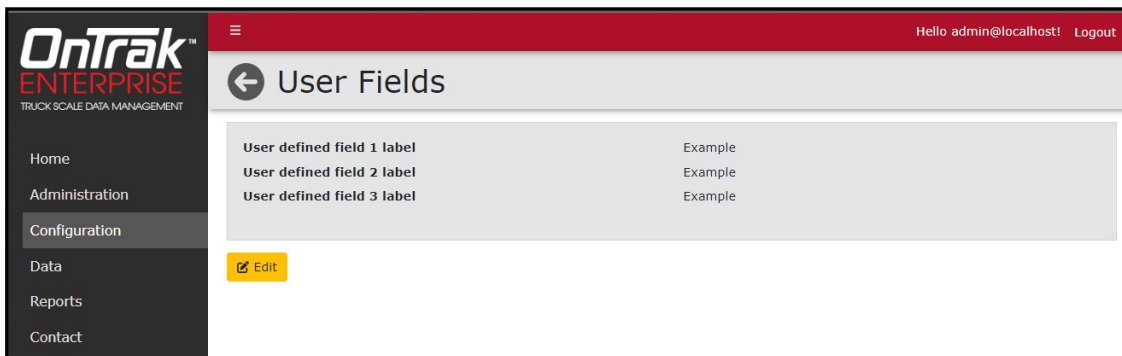 OnTrak™
ENTERPRISE
TRUCK SCALE DATA MANAGEMENT
Home
Administration
Configuration
Data
Reports
Contact
Hello admin@localhost! Logout
User Fields
User defined field 1 label Example
User defined field 2 label Example
User defined field 3 label Example
Edit